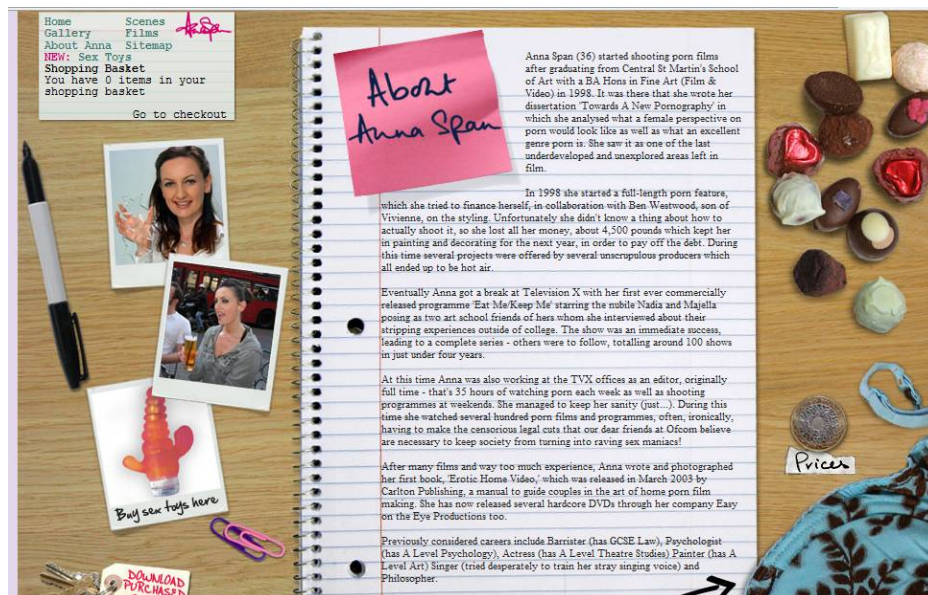 Home Scenes
Gallery Films
About Anna Sitemap
NEW: Sex Toys
Shopping Basket
You have 0 items in your
shopping basket
Go to checkout
Anna Span
About
Anna Span
Anna Span (36) started shooting porn films
after graduating from Central St Martin's School
of Art with a BA Hons in Fine Art (Film &
Video) in 1998. It was there that she wrote her
dissertation 'Towards A New Pornography' in
which she analysed what a female perspective on
porn would look like as well as what an excellent
genre porn is. She saw it as one of the last
underdeveloped and unexplored areas left in
film.
In 1998 she started a full-length porn feature,
which she tried to finance herself, in collaboration with Ben Westwood, son of
Vivienne, on the styling. Unfortunately she didn't know a thing about how to
actually shoot it, so she lost all her money, about 4,500 pounds which kept her
in painting and decorating for the next year, in order to pay off the debt. During
this time several projects were offered by several unscrupulous producers which
all ended up to be hot air.
Eventually Anna got a break at Television X with her first ever commercially
released programme 'Eat Me/Keep Me' starring the nubile Nadia and Majella
posing as two art school friends of hers whom she interviewed about their
stripping experiences outside of college. The show was an immediate success,
leading to a complete series - others were to follow, totalling around 100 shows
in just under four years.
At this time Anna was also working at the TVX offices as an editor, originally
full time - that's 35 hours of watching porn each week as well as shooting
programmes at weekends. She managed to keep her sanity (just...). During this
time she watched several hundred porn films and programmes, often, ironically,
having to make the censorious legal cuts that our dear friends at Ofcom believe
are necessary to keep society from turning into raving sex maniacs!
After many films and way too much experience, Anna wrote and photographed
her first book, 'Erotic Home Video,' which was released in March 2003 by
Carlton Publishing, a manual to guide couples in the art of home porn film
making. She has now released several hardcore DVDs through her company Easy
on the Eye Productions too.
Previously considered careers include Barrister (has GCSE Law), Psychologist
(has A Level Psychology), Actress (has A Level Theatre Studies) Painter (has A
Level Art) Singer (tried desperately to train her stray singing voice) and
Philosopher.
Buy sex toys here
DOWNLOAD
PURCHASED
Prices